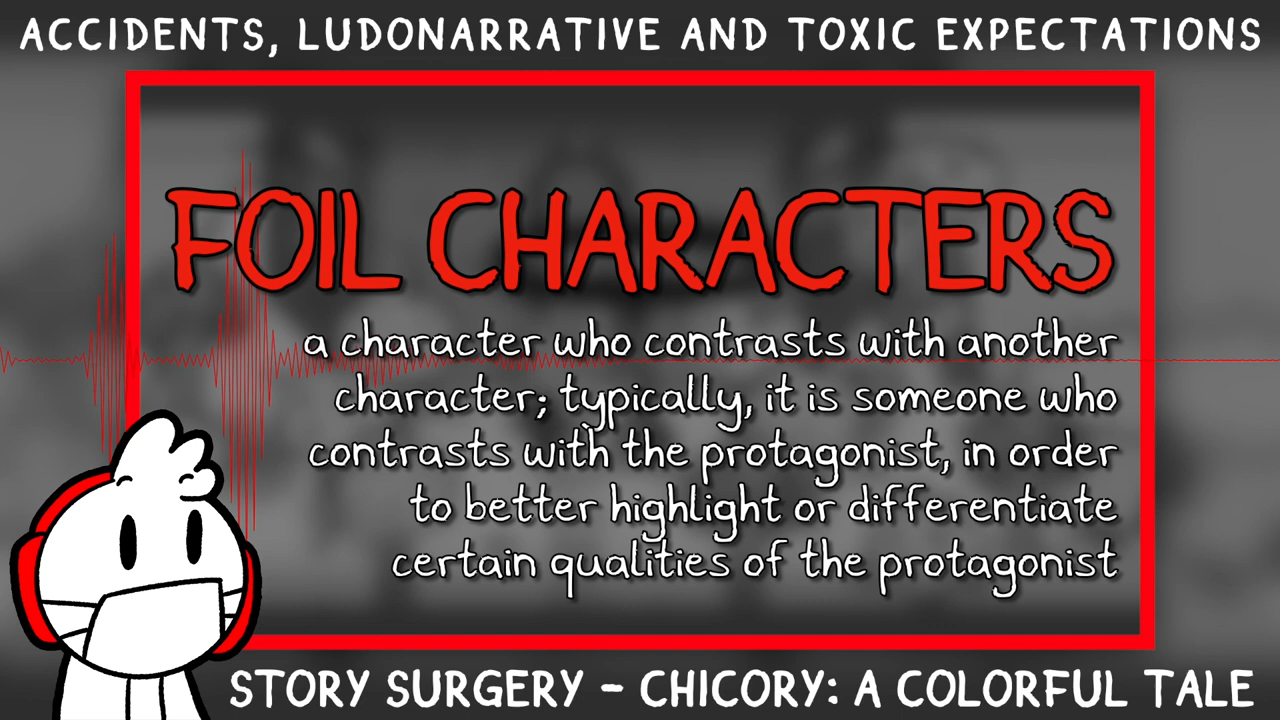 ACCIDENTS, LUDONARRATIVE AND TOXIC EXPECTATIONS
FOIL CHARACTERS
a character who contrasts with another
character; typically, it is someone who
contrasts with the protagonist, in order
to better highlight or differentiate
certain qualities of the protagonist
STORY SURGERY - CHICORY: A COLORFUL TALE